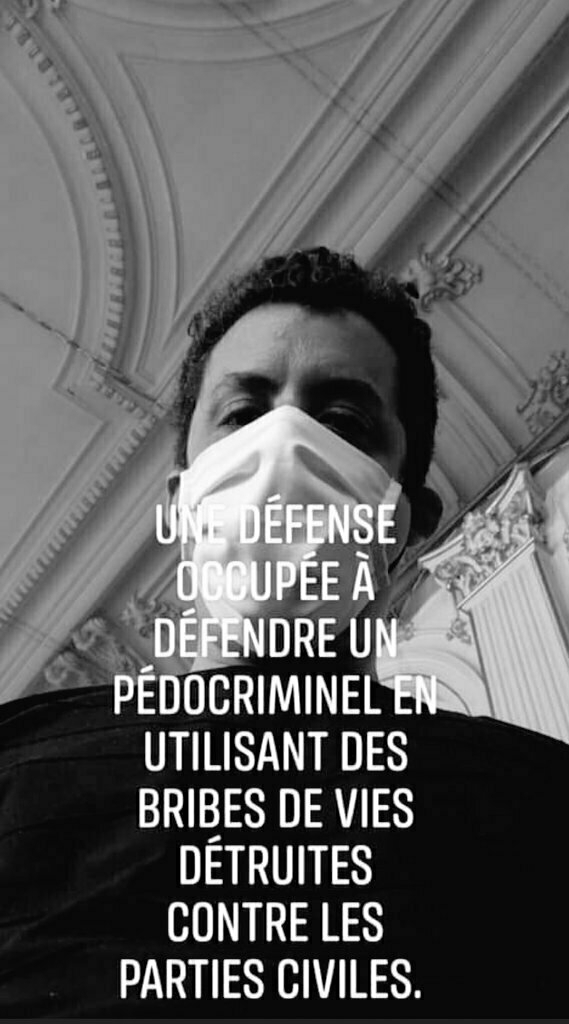 UNE DÉFENSE
OCCUPÉE À
DÉFENDRE UN
PÉDOCRIMINEL EN
UTILISANT DES
BRIBES DE VIES
DÉTRUITES
CONTRE LES
PARTIES CIVILES.